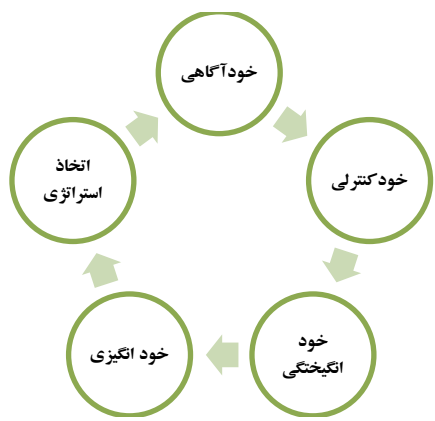 خودآگاهی
خودکنترلی
خود
انگیختگی
خود انگیزی
اتخاذ
استراتژی